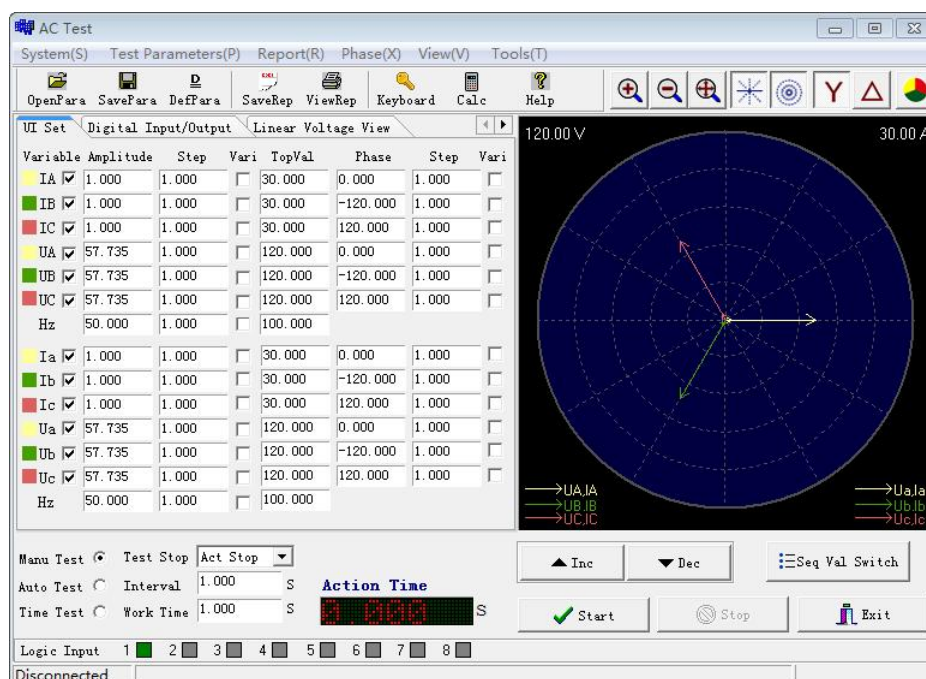 AC Test
System(S) Test Parameters(P) Report(R) Phase(X) View(V) Tools(T)
OpenPara SavePara DefPara SaveRep ViewRep Keyboard Calc Help
UI Set Digital Input/Output Linear Voltage View
Variable Amplitude Step Vari TopVal Phase Step Vari
IA 1.000 1.000 30.000 0.000 1.000
IB 1.000 1.000 30.000 -120.000 1.000
IC 1.000 1.000 30.000 120.000 1.000
UA 57.735 1.000 120.000 0.000 1.000
UB 57.735 1.000 120.000 -120.000 1.000
UC 57.735 1.000 120.000 120.000 1.000
Hz 50.000 1.000 100.000
Ia 1.000 1.000 30.000 0.000 1.000
Ib 1.000 1.000 30.000 -120.000 1.000
Ic 1.000 1.000 30.000 120.000 1.000
Ua 57.735 1.000 120.000 0.000 1.000
Ub 57.735 1.000 120.000 -120.000 1.000
Uc 57.735 1.000 120.000 120.000 1.000
Hz 50.000 1.000 100.000
120.00 V 30.00 A
UA,IA Ua,Ia
UB,IB Ub,Ib
UC,IC Uc,Ic
Manu Test Test Stop Act Stop
Auto Test Interval 1.000 S Action Time
Time Test Work Time 1.000 S 0.000 S
Inc Dec Seq Val Switch
Start Stop Exit
Logic Input 1 2 3 4 5 6 7 8
Disconnected